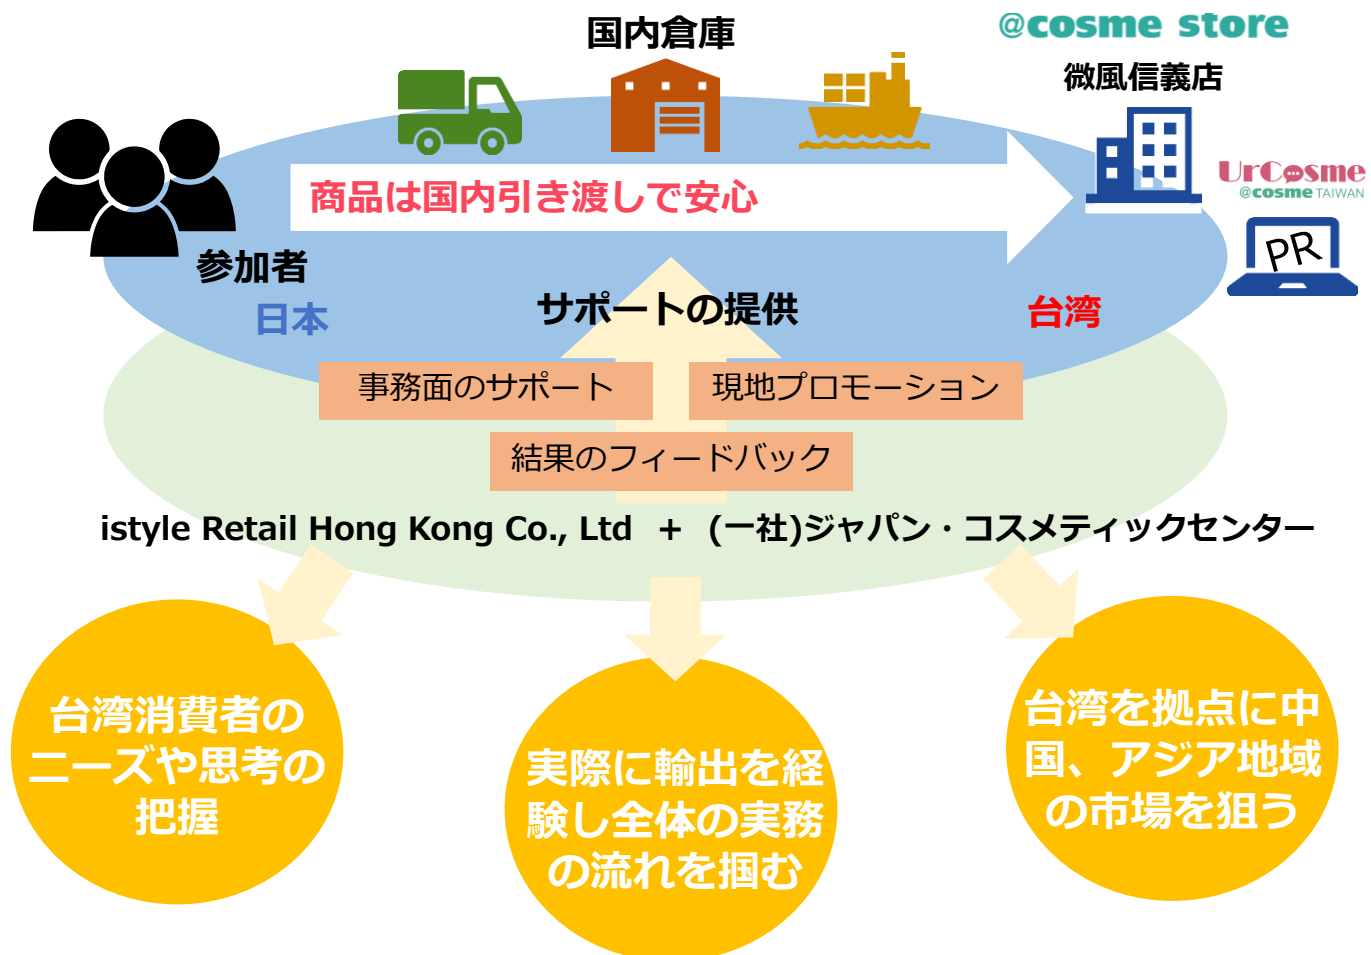 国内倉庫
@cosme store
微風信義店
UrCosme
@cosme TAIWAN
PR
商品は国内引き渡しで安心
参加者
日本
サポートの提供
台湾
事務面のサポート
現地プロモーション
結果のフィードバック
istyle Retail Hong Kong Co., Ltd + (一社)ジャパン・コスメティックセンター
台湾消費者の
ニーズや思考の
把握
実際に輸出を経
験し全体の実務
の流れを掴む
台湾を拠点に中
国、アジア地域
の市場を狙う